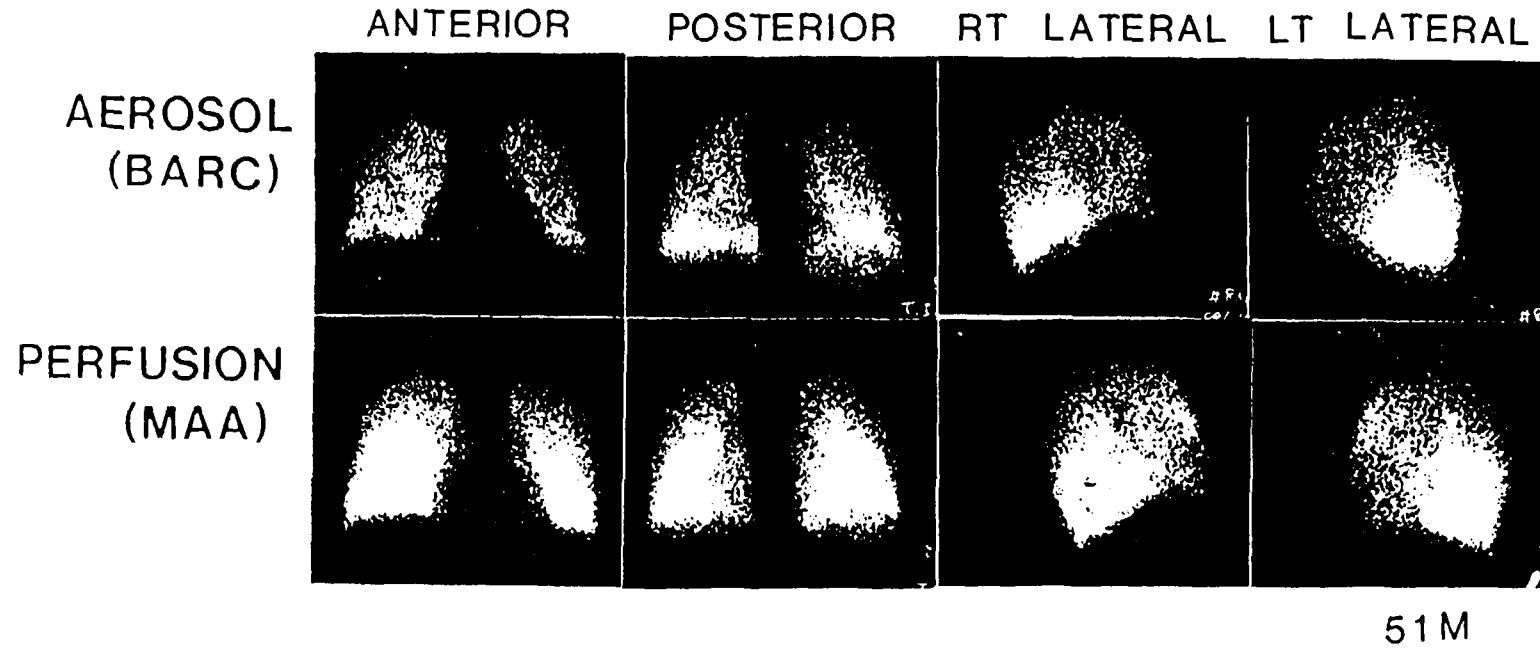 ANTERIOR POSTERIOR RT LATERAL LT LATERAL
AEROSOL
(BARC)
T.I
PERFUSION
(MAA)
51M